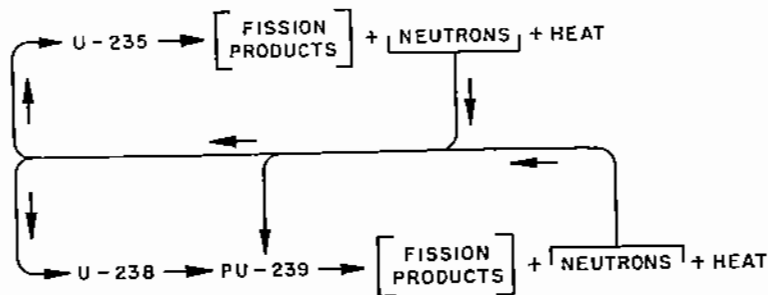 U-235 FISSION PRODUCTS + NEUTRONS + HEAT
U-238 PU-239 FISSION PRODUCTS + NEUTRONS + HEAT